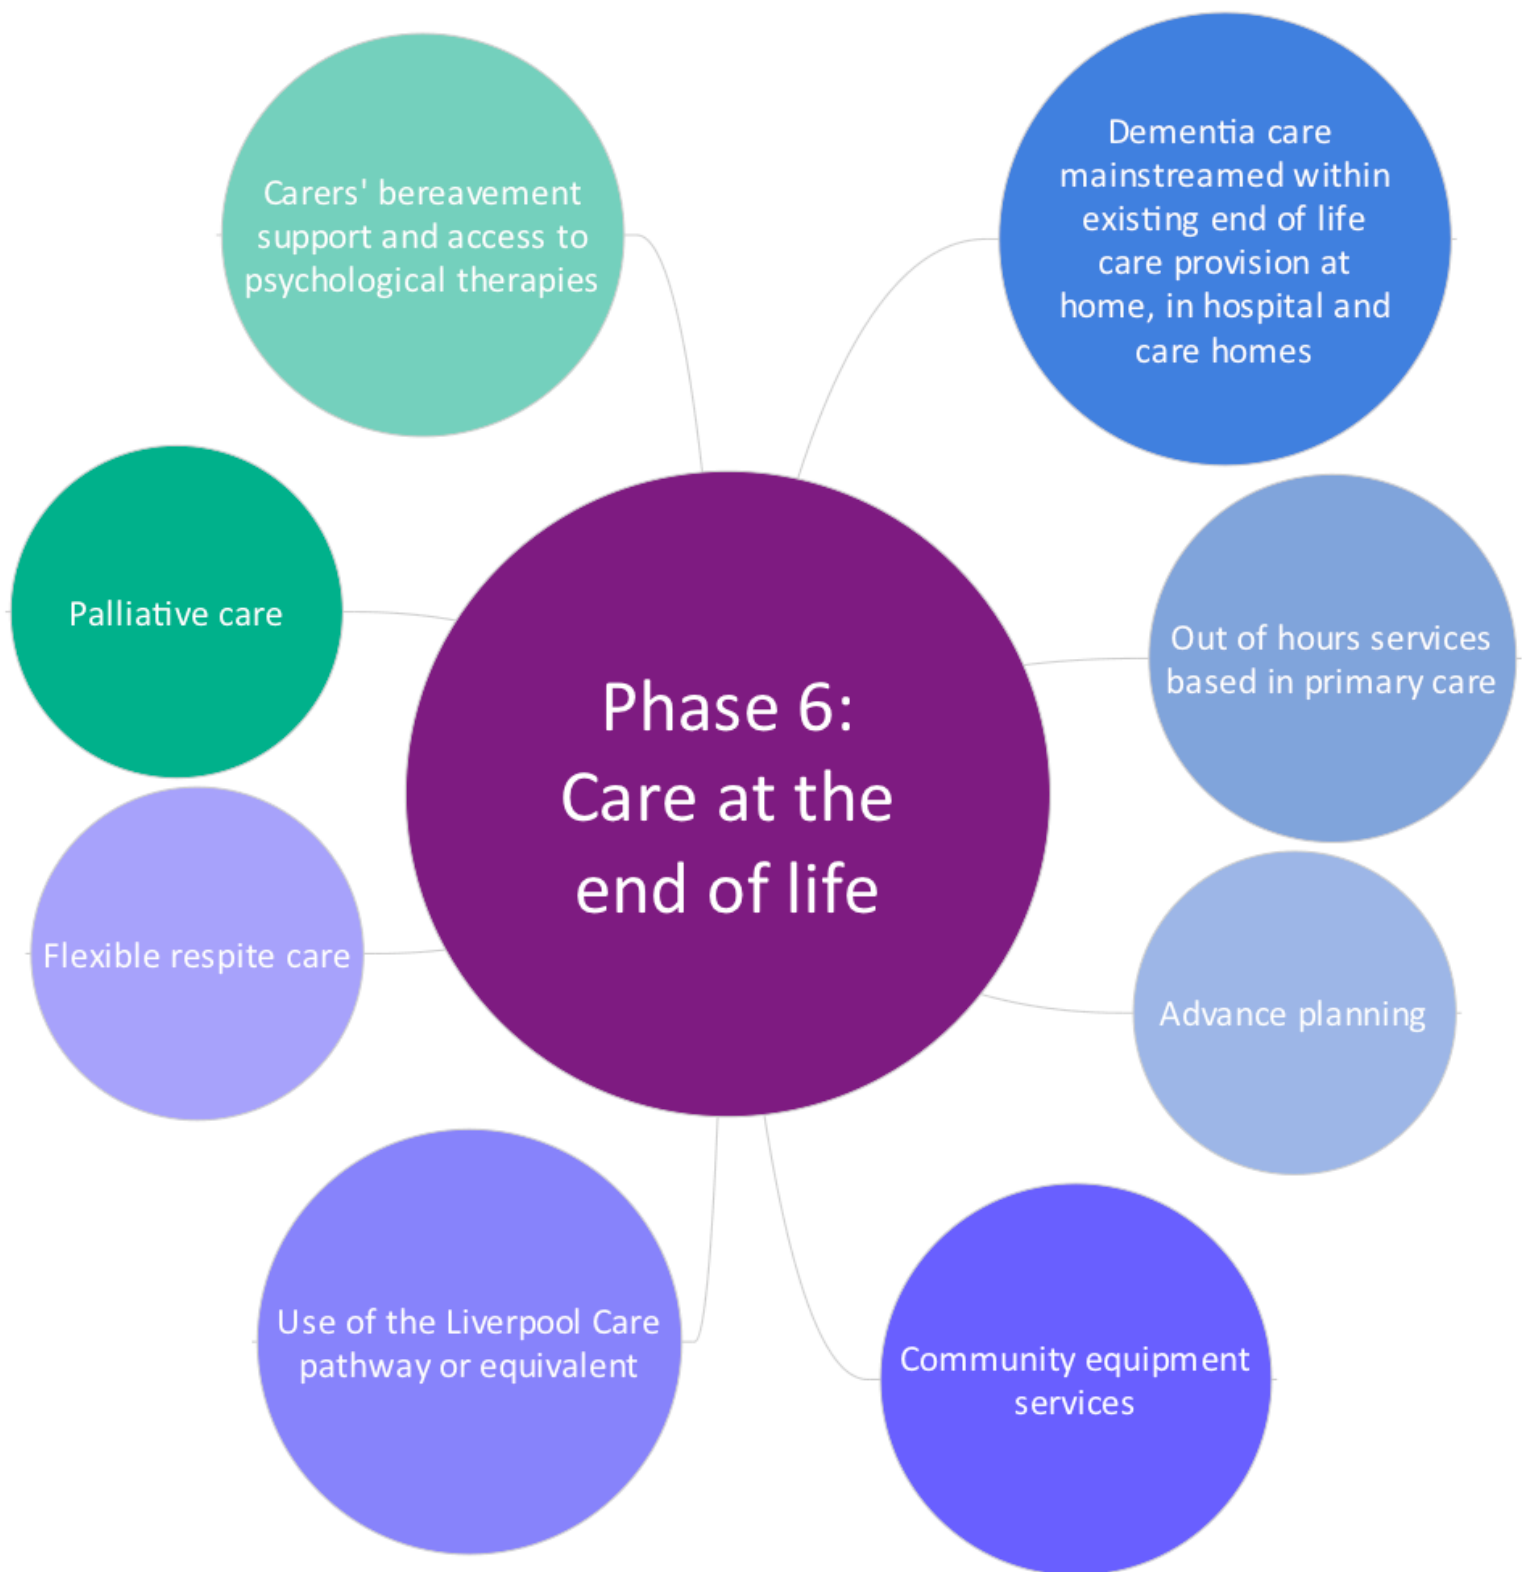 Carers' bereavement
support and access to
psychological therapies
Dementia care
mainstreamed within
existing end of life
care provision at
home, in hospital and
care homes
Palliative care
Out of hours services
based in primary care
Phase 6:
Care at the
end of life
Flexible respite care
Advance planning
Use of the Liverpool Care
pathway or equivalent
Community equipment
services